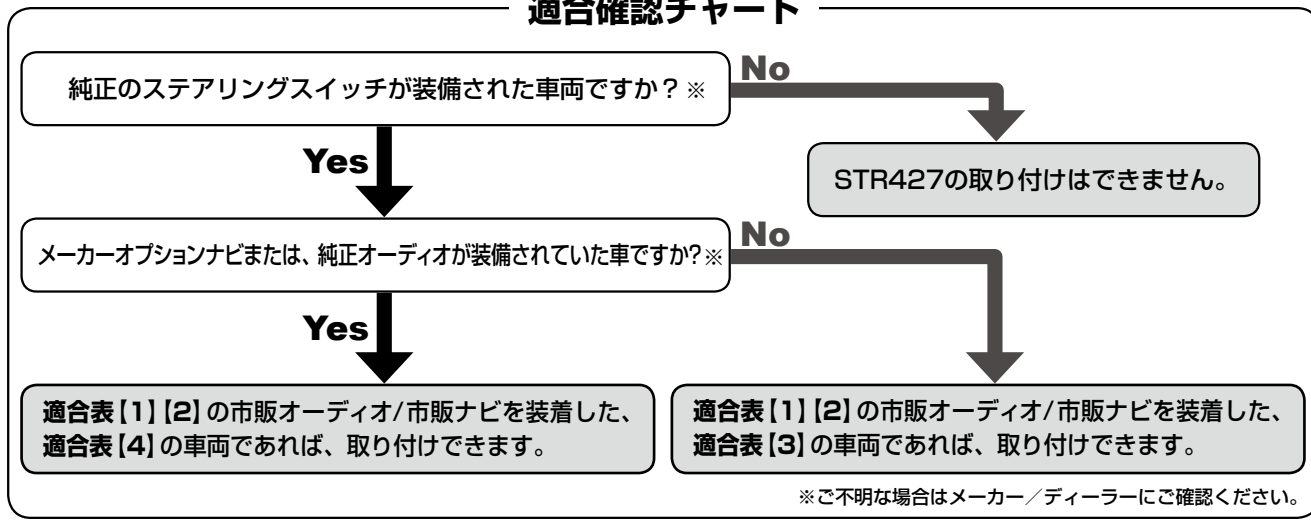 適合確認チャート
純正のステアリングスイッチが装備された車両ですか？※
No
Yes
STR427の取り付けはできません。
メーカーオプションナビまたは、純正オーディオが装備されていた車ですか?※
No
Yes
適合表【1】【2】の市販オーディオ/市販ナビを装着した、
適合表【4】の車両であれば、取り付けできます。
適合表【1】【2】の市販オーディオ/市販ナビを装着した、
適合表【3】の車両であれば、取り付けできます。
※ご不明な場合はメーカー／ディーラーにご確認ください。